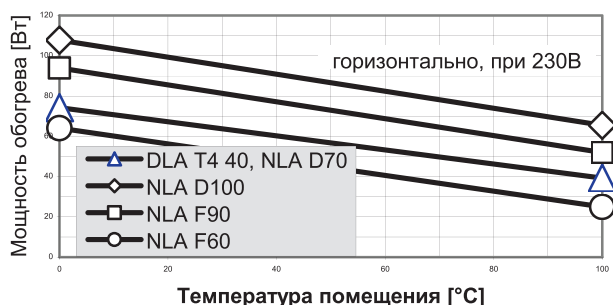 Мощность обогрева [Вт]
120
100
80
60
40
20
0
горизонтально, при 230В
DLA T4 40, NLA D70
NLA D100
NLA F90
NLA F60
0 20 40 60 80 100
Температура помещения [°C]